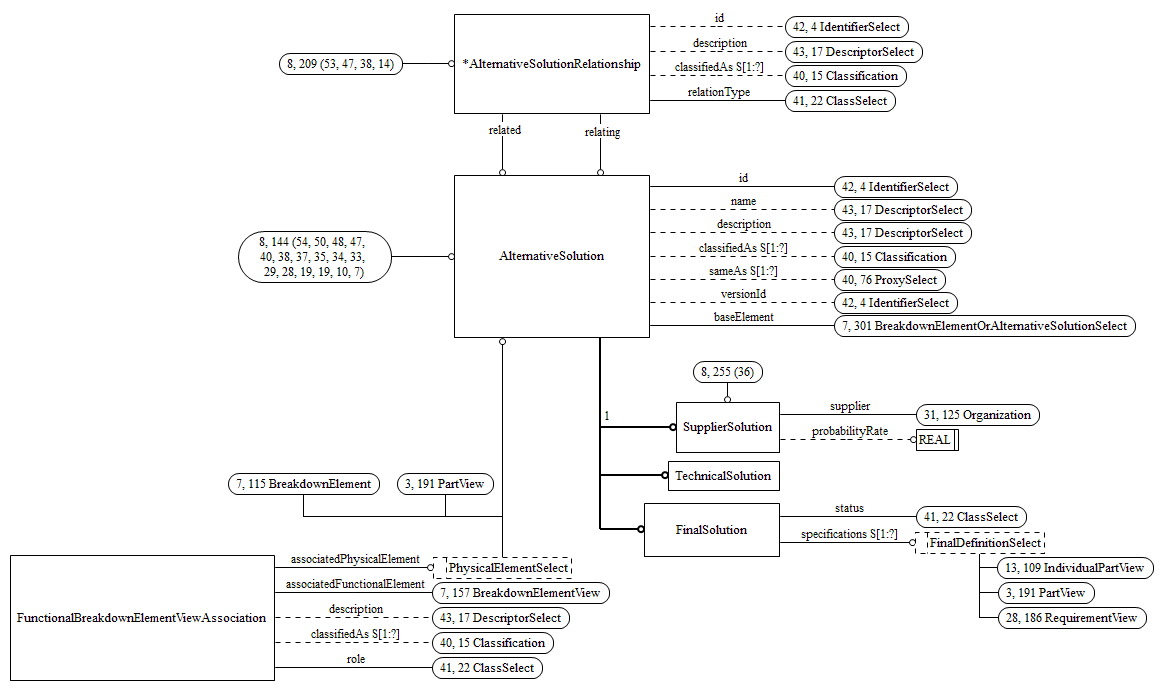 id
42, 4 IdentifierSelect
description
43, 17 DescriptorSelect
8, 209 (53, 47, 38, 14)
*AlternativeSolutionRelationship
classifiedAs S[1:?]
40, 15 Classification
relationType
41, 22 ClassSelect
related
relating
id
42, 4 IdentifierSelect
name
43, 17 DescriptorSelect
description
43, 17 DescriptorSelect
8, 144 (54, 50, 48, 47,
40, 38, 37, 35, 34, 33,
29, 28, 19, 19, 10, 7)
AlternativeSolution
classifiedAs S[1:?]
40, 15 Classification
sameAs S[1:?]
40, 76 ProxySelect
versionId
42, 4 IdentifierSelect
baseElement
7, 301 BreakdownElementOrAlternativeSolutionSelect
8, 255 (36)
1
SupplierSolution
supplier
31, 125 Organization
probabilityRate
REAL
TechnicalSolution
7, 115 BreakdownElement
3, 191 PartView
FinalSolution
status
41, 22 ClassSelect
specifications S[1:?]
FinalDefinitionSelect
13, 109 IndividualPartView
3, 191 PartView
28, 186 RequirementView
FunctionalBreakdownElementViewAssociation
associatedPhysicalElement
PhysicalElementSelect
associatedFunctionalElement
7, 157 BreakdownElementView
description
43, 17 DescriptorSelect
classifiedAs S[1:?]
40, 15 Classification
role
41, 22 ClassSelect